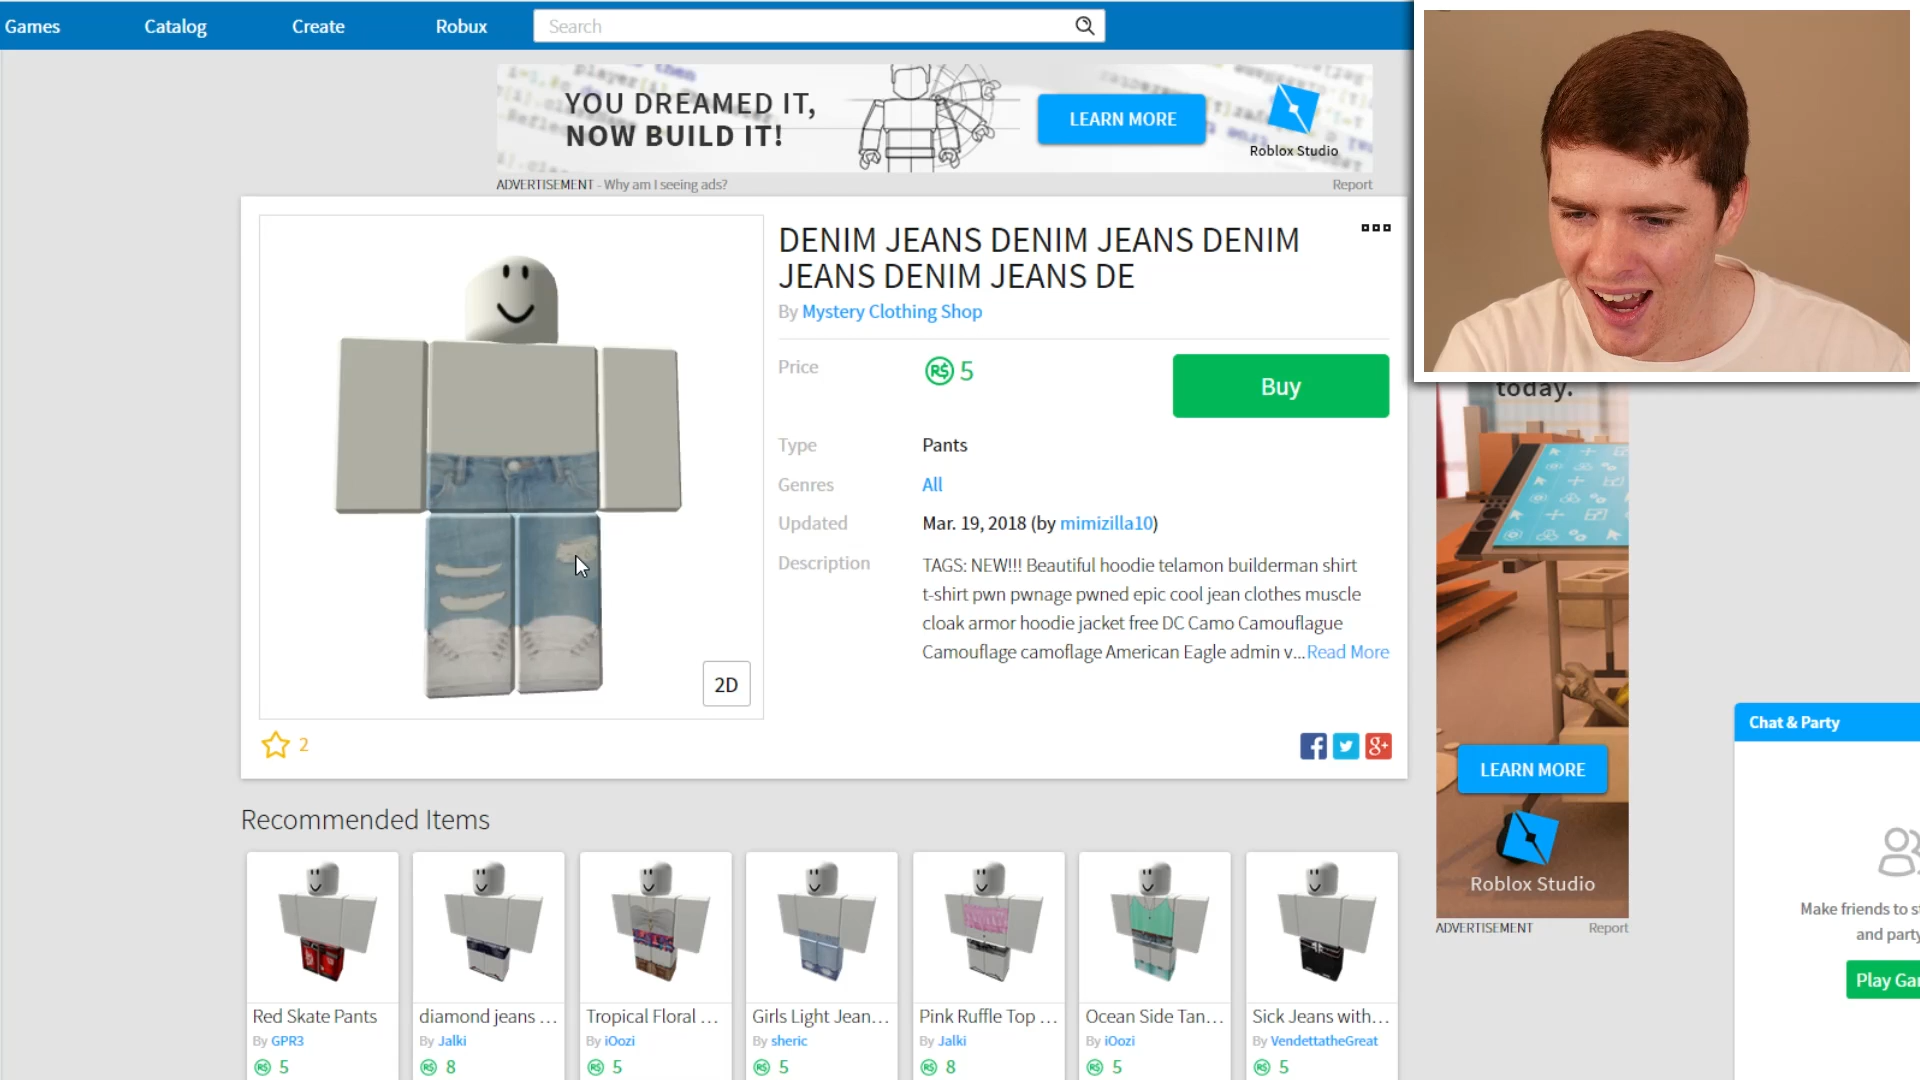 Games
Catalog
Create
Robux
Search
YOU DREAMED IT,
NOW BUILD IT!
LEARN MORE
Roblox Studio
ADVERTISEMENT - Why am I seeing ads?
Report
DENIM JEANS DENIM JEANS DENIM
JEANS DENIM JEANS DE
By Mystery Clothing Shop
Price
R$ 5
Buy
Type
Pants
Genres
All
Updated
Mar. 19, 2018 (by mimizilla10)
Description
TAGS: NEW!!! Beautiful hoodie telamon builderman shirt
t-shirt pwn pwnage pwned epic cool jean clothes muscle
cloak armor hoodie jacket free DC Camo Camouflague
Camouflage camoflage American Eagle admin v...Read More
2D
2
today.
LEARN MORE
Roblox Studio
ADVERTISEMENT
Report
Chat & Party
Make friends to st
and party
Play Gam
Recommended Items
Red Skate Pants
By GPR3
R$ 5
diamond jeans ...
By Jalki
R$ 8
Tropical Floral ...
By iOozi
R$ 5
Girls Light Jean...
By sheric
R$ 5
Pink Ruffle Top ...
By Jalki
R$ 8
Ocean Side Tan...
By iOozi
R$ 5
Sick Jeans with...
By VendettatheGreat
R$ 5